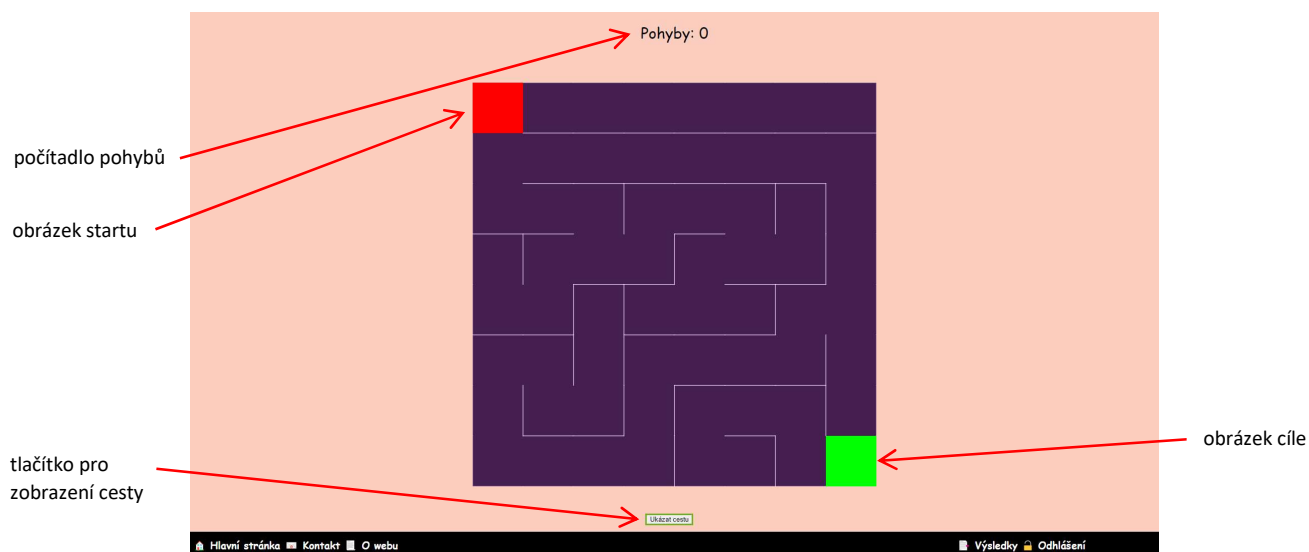 Pohyby: 0
počítadlo pohybů
obrázek startu
obrázek cíle
tlačítko pro
zobrazení cesty
Ukázat cestu
Hlavní stránka Kontakt O webu
Výsledky Odhlášení